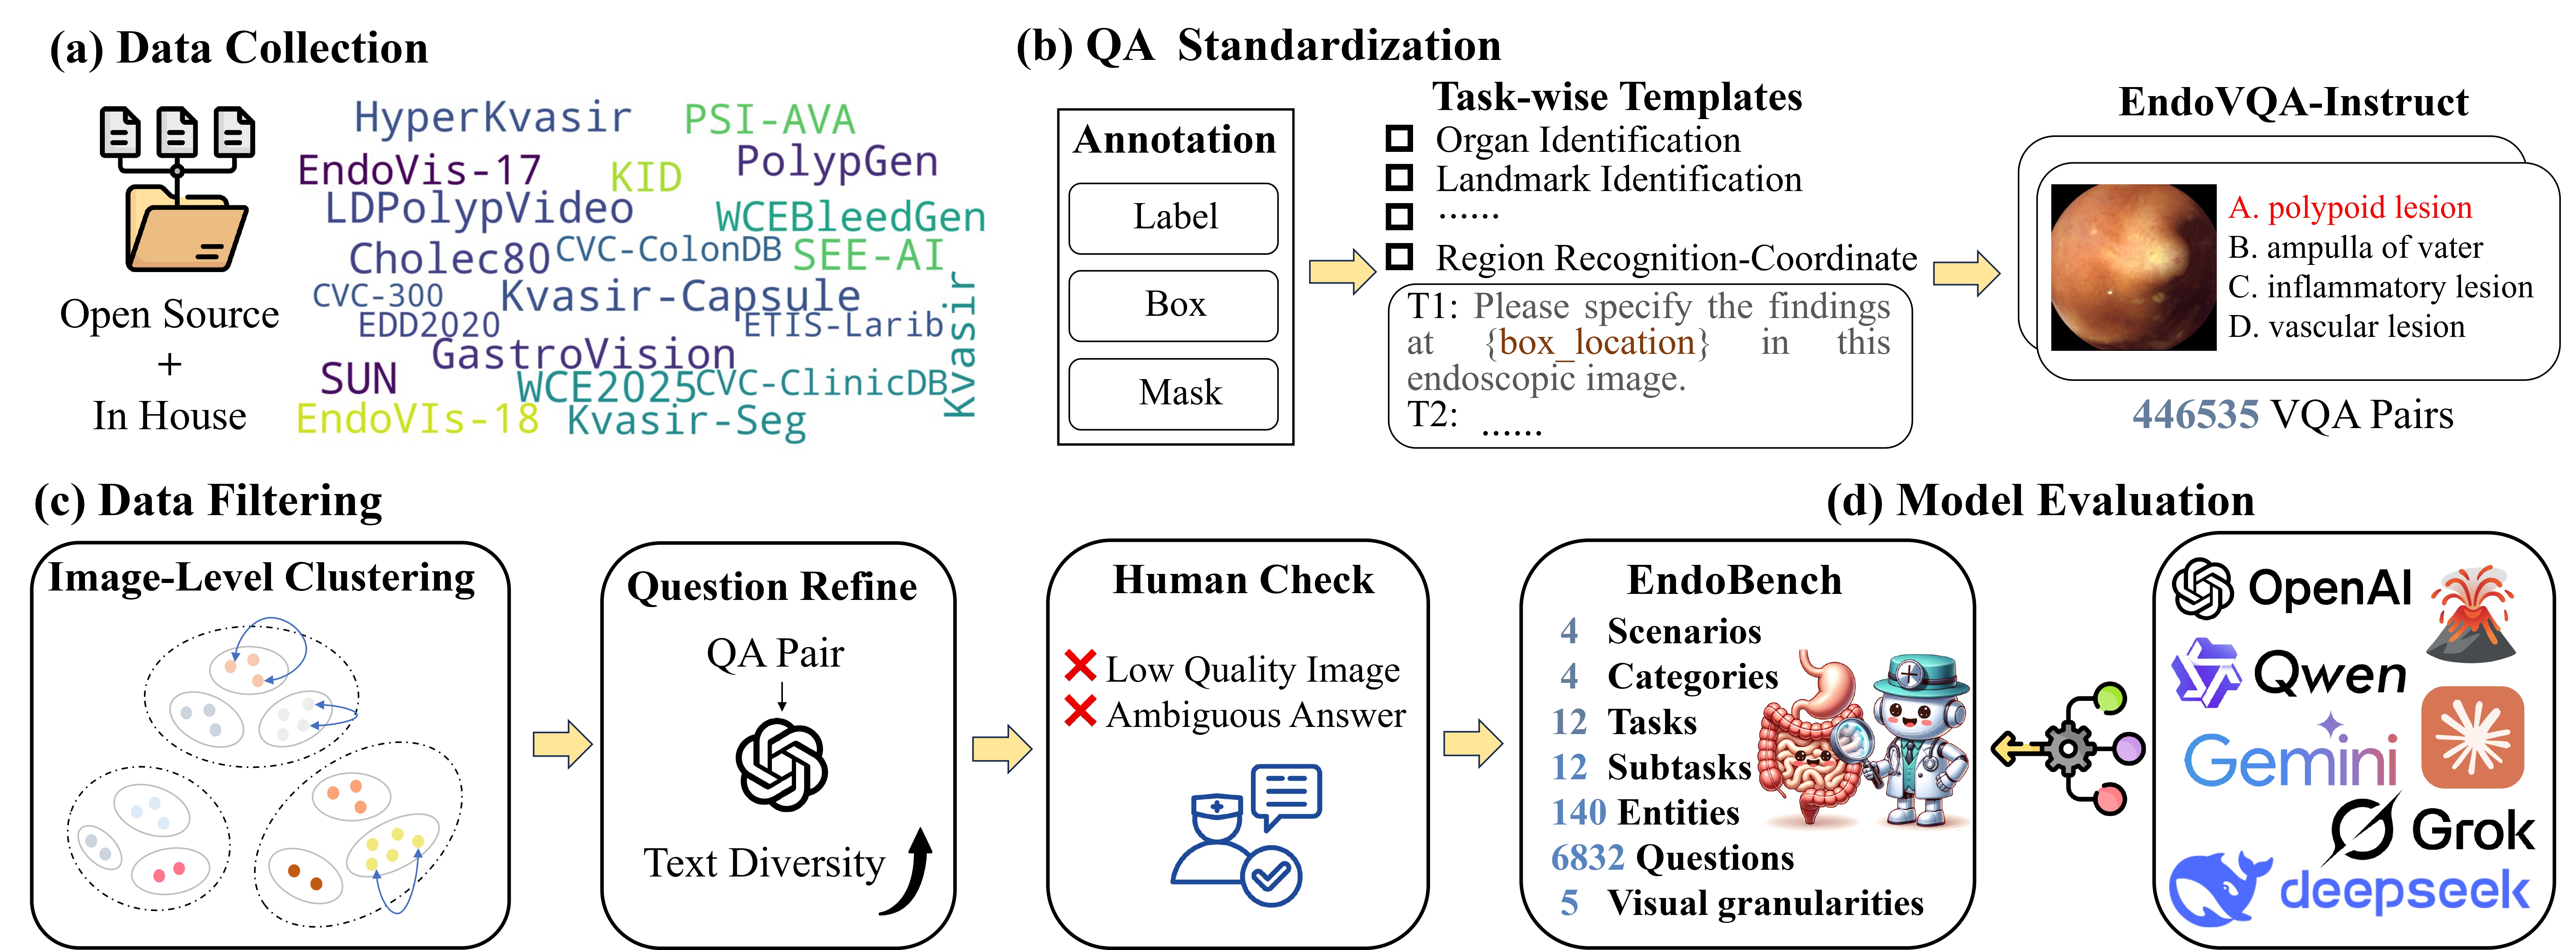 (a) Data Collection
Open Source
+
In House
HyperKvasir
PSI-AVA
EndoVis-17
KID
PolypGen
LDPolypVideo
WCEBleedGen
Cholec80
CVC-ColonDB
SEE-AI
CVC-300
Kvasir-Capsule
EDD2020
ETIS-Larib
Kvasir
GastroVision
SUN
WCE2025
CVC-ClinicDB
EndoVIs-18
Kvasir-Seg
(b) QA Standardization
Annotation
Label
Box
Mask
Task-wise Templates
Organ Identification
Landmark Identification
......
Region Recognition-Coordinate
T1: Please specify the findings
at {box_location} in this
endoscopic image.
T2: ......
EndoVQA-Instruct
A. polypoid lesion
B. ampulla of vater
C. inflammatory lesion
D. vascular lesion
446535 VQA Pairs
(c) Data Filtering
Image-Level Clustering
Question Refine
QA Pair
Text Diversity
Human Check
Low Quality Image
Ambiguous Answer
(d) Model Evaluation
EndoBench
4 Scenarios
4 Categories
12 Tasks
12 Subtasks
140 Entities
6832 Questions
5 Visual granularities
OpenAI
Qwen
Gemini
Grok
deepseek